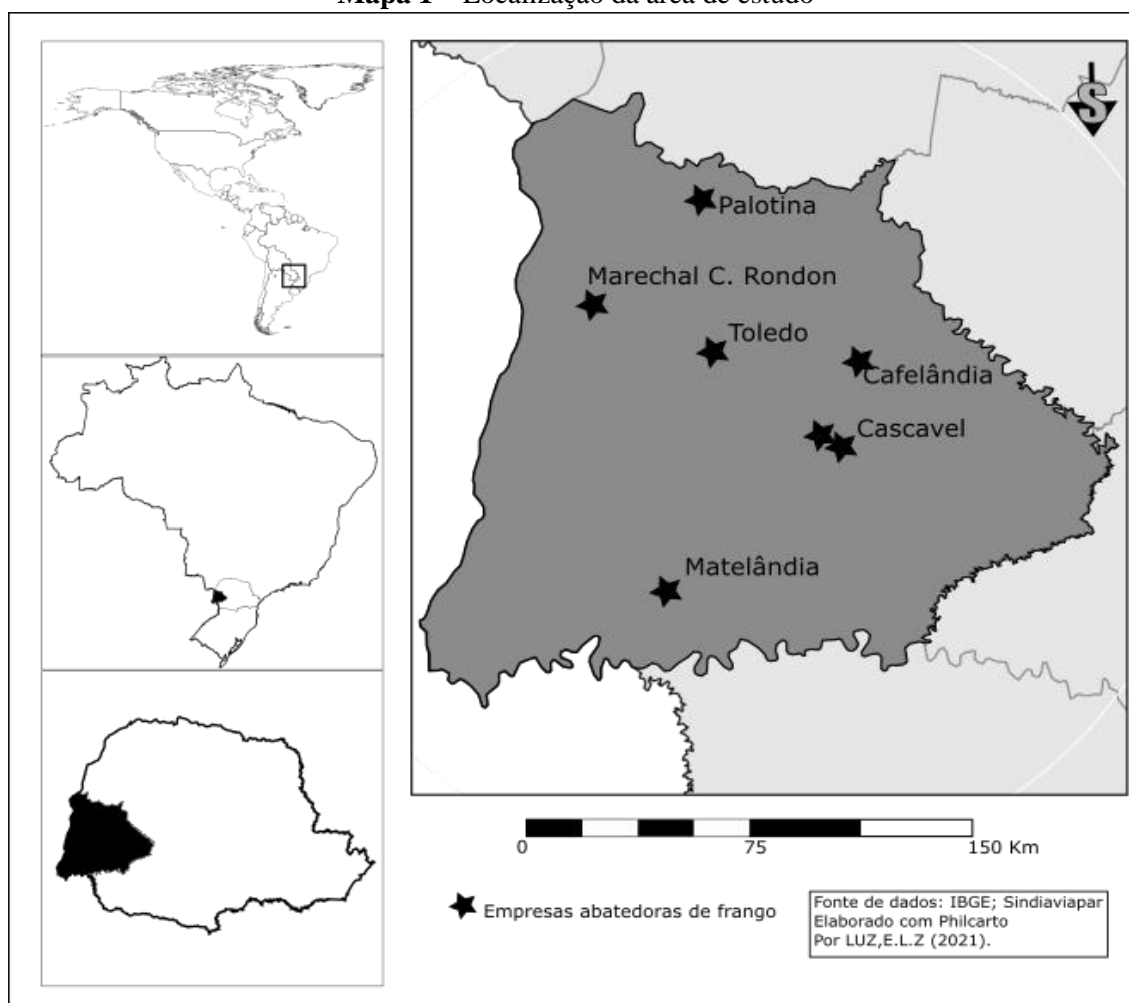 Mapa 1 – Localização da área de estudo
S
Palotina
Marechal C. Rondon
Toledo
Cafelândia
Cascavel
Matelândia
0 75 150 Km
Empresas abatedoras de frango
Fonte de dados: IBGE; Sindiaviapar
Elaborado com Philcarto
Por LUZ,E.L.Z (2021).